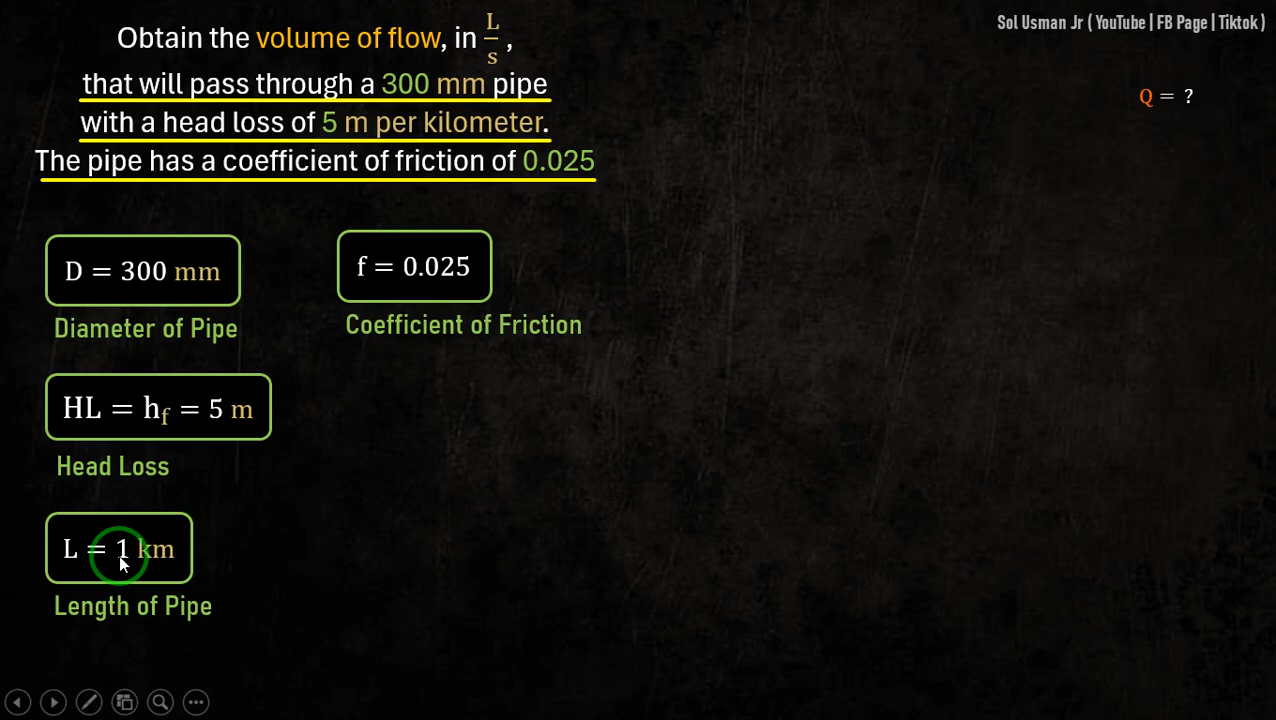 Sol Usman Jr ( YouTube | FB Page | Tiktok )
Obtain the volume of flow, in L/s ,
that will pass through a 300 mm pipe
with a head loss of 5 m per kilometer.
The pipe has a coefficient of friction of 0.025
Q = ?
D = 300 mm
Diameter of Pipe
f = 0.025
Coefficient of Friction
HL = hf = 5 m
Head Loss
L = 1 km
Length of Pipe